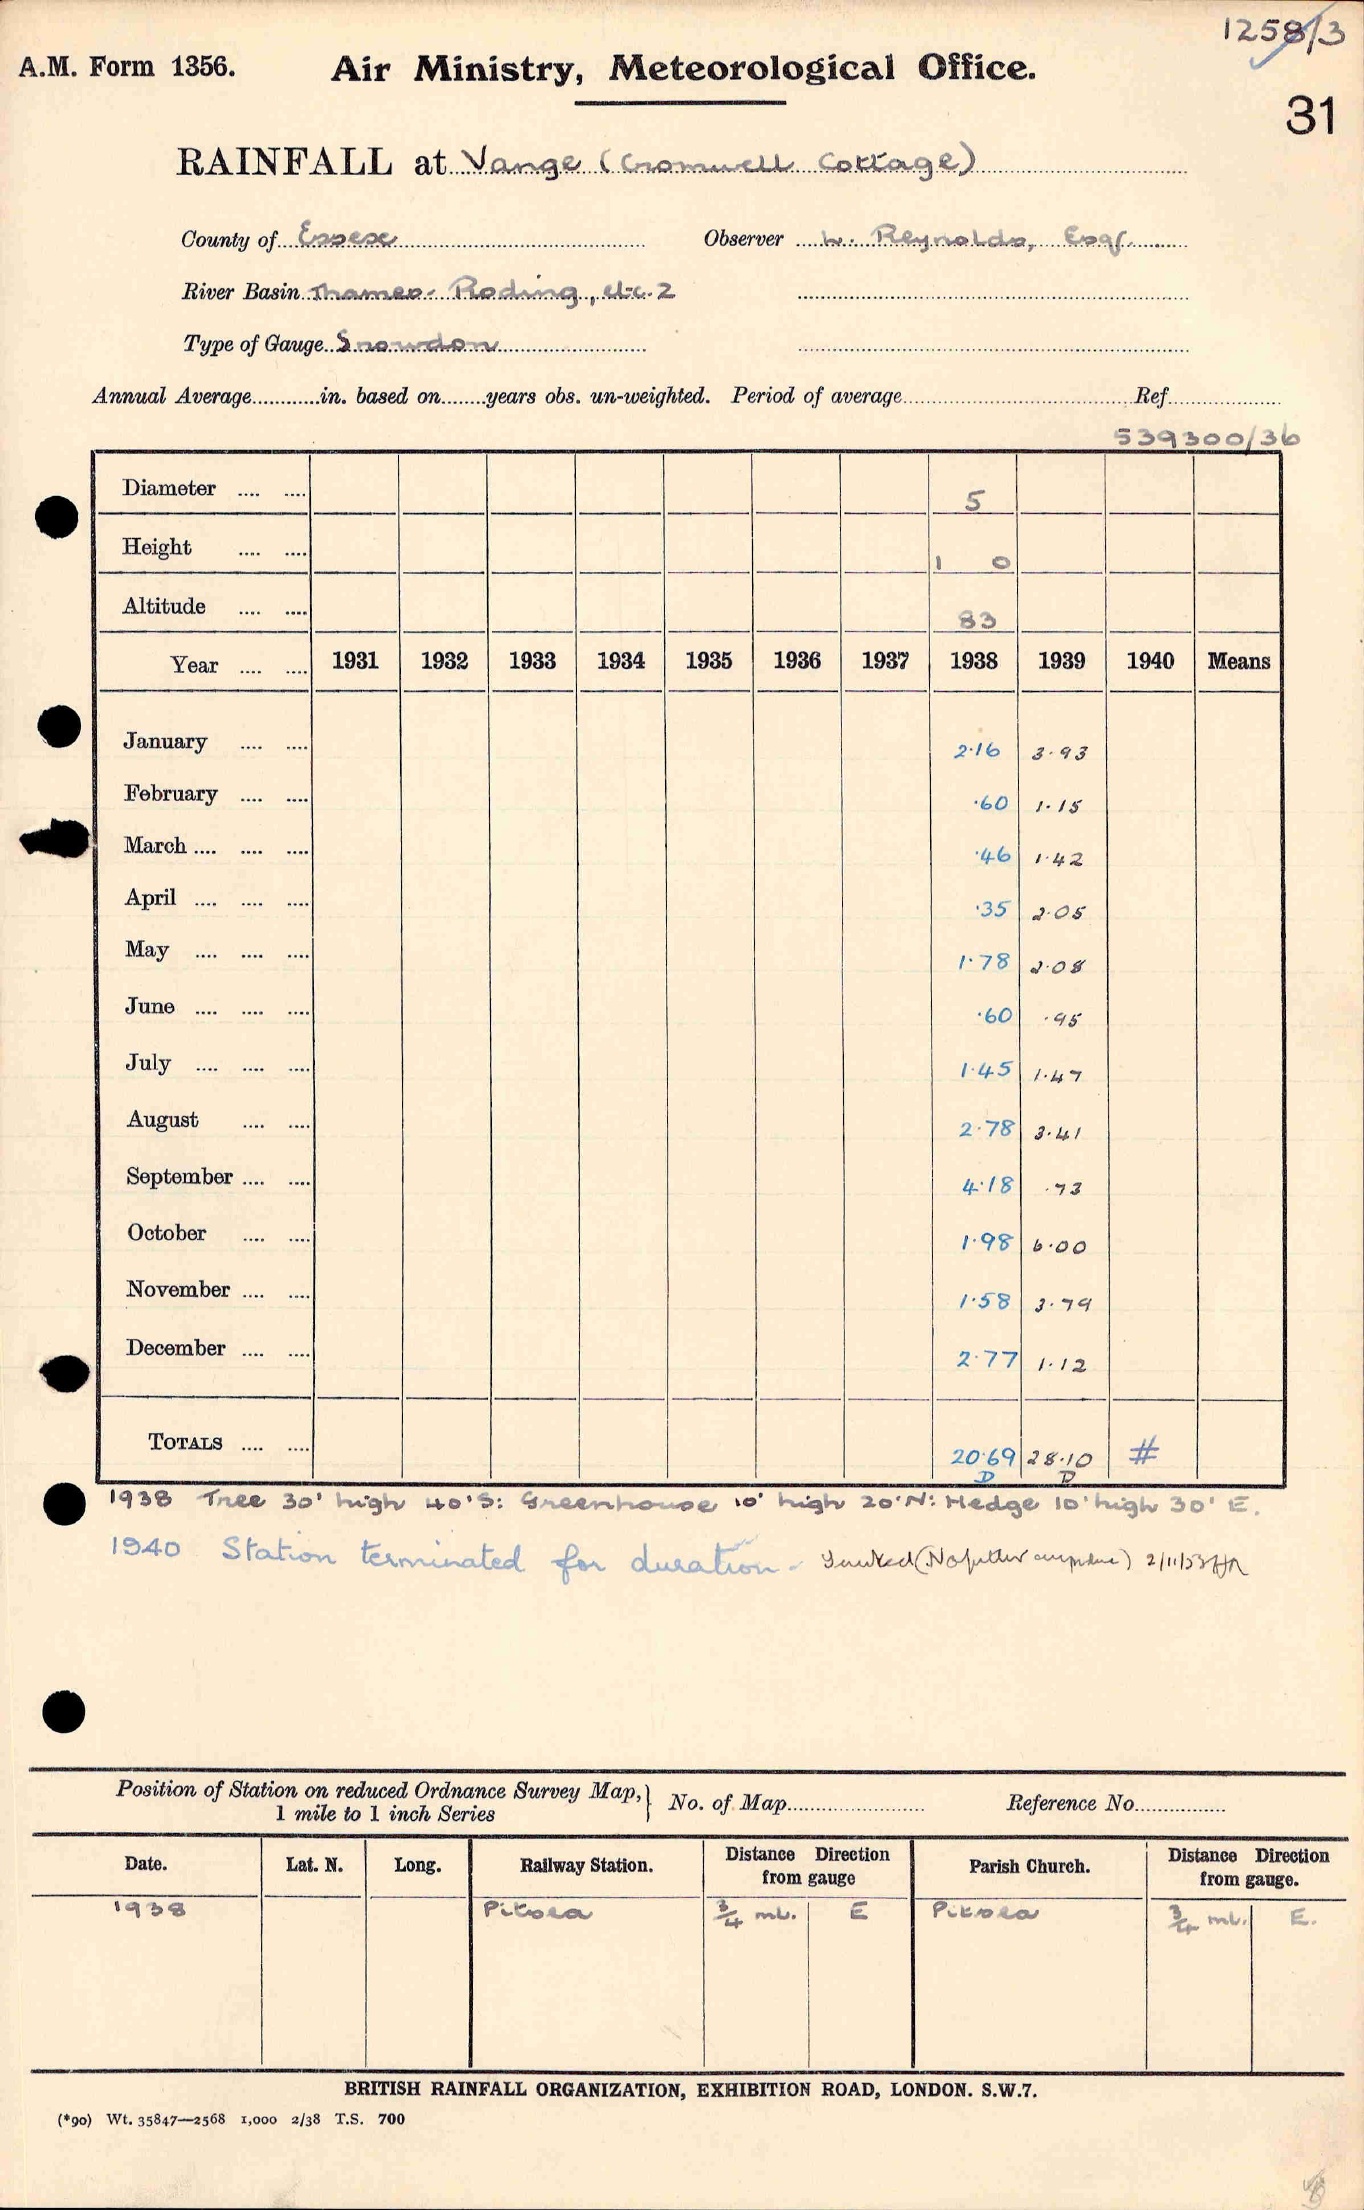 1258/3
A.M. Form 1356. Air Ministry, Meteorological Office.
31
RAINFALL at Vange (Cromwell Cottage)
County of Essex Observer W. Reynolds, Esq.
River Basin Thames - Roding, etc. 2
Type of Gauge Snowdon
Annual Average............in. based on........years obs. un-weighted. Period of average........................Ref....................
539300/36
Diameter .... .... 5
Height .... .... 1 0
Altitude .... .... 83
Year .... .... 1931 1932 1933 1934 1935 1936 1937 1938 1939 1940 Means
January .... .... 2.16 3.93
February .... .... .60 1.15
March .... .... .... .46 1.42
April .... .... .... .35 2.05
May .... .... .... 1.78 2.08
June .... .... .... .60 .95
July .... .... .... 1.45 1.47
August .... .... 2.78 3.41
September .... .... 4.18 .73
October .... .... 1.98 6.00
November .... .... 1.58 3.79
December .... .... 2.77 1.12
TOTALS .... .... 20.69 28.10 #
D D
1938 Tree 30' high 40' S: Greenhouse 10' high 20' N: Hedge 10' high 30' E.
1940 Station terminated for duration - (No further) 2/11/53
Position of Station on reduced Ordnance Survey Map, } No. of Map........................ Reference No................
1 mile to 1 inch Series
Date. Lat. N. Long. Railway Station. Distance Direction from gauge Parish Church. Distance Direction from gauge.
1938 Pitsea 3/4 ml. E Pitsea 3/4 ml. E.
BRITISH RAINFALL ORGANIZATION, EXHIBITION ROAD, LONDON. S.W.7.
(*90) Wt. 35847—2568 1,000 2/38 T.S. 700